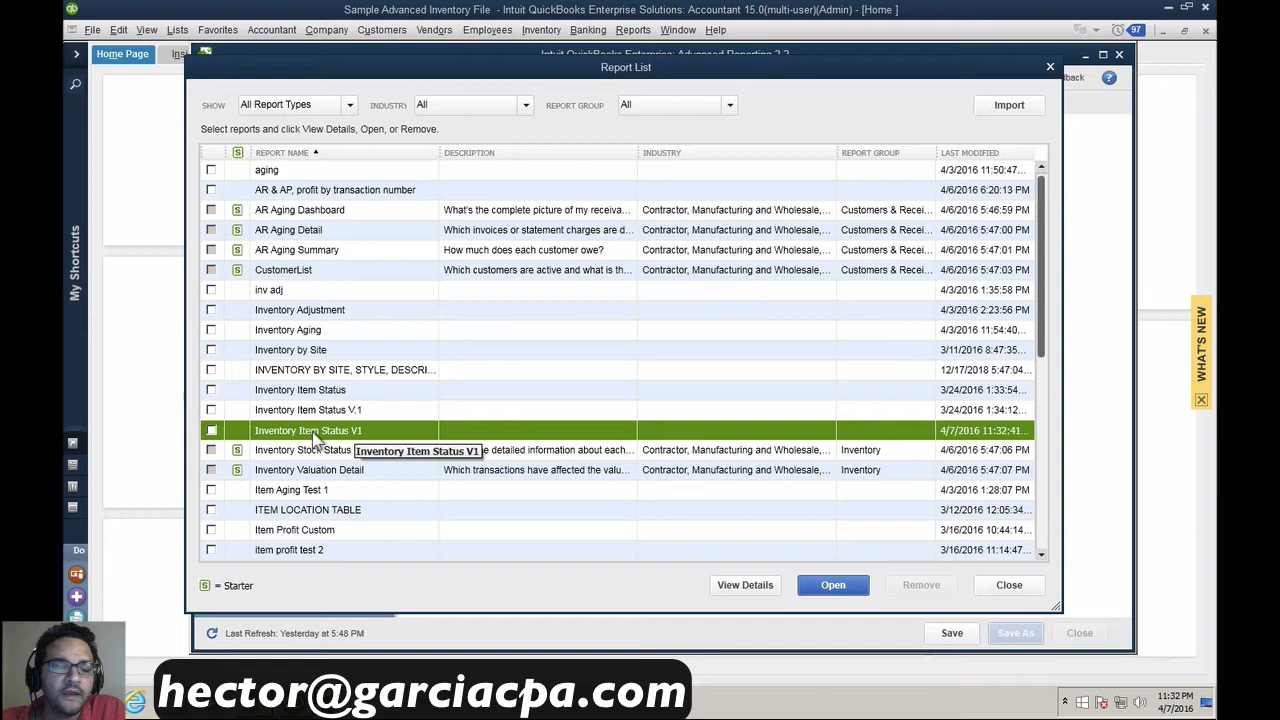 Sample Advanced Inventory File - Intuit QuickBooks Enterprise Solutions: Accountant 15.0(multi-user)(Admin) - [Home ]
File Edit View Lists Favorites Accountant Company Customers Vendors Employees Inventory Banking Reports Window Help 97
Home Page
Report List
SHOW All Report Types INDUSTRY All REPORT GROUP All Import
Select reports and click View Details, Open, or Remove.
S REPORT NAME DESCRIPTION INDUSTRY REPORT GROUP LAST MODIFIED
aging 4/3/2016 11:50:47...
AR & AP, profit by transaction number 4/6/2016 6:20:13 PM
S AR Aging Dashboard What's the complete picture of my receiva... Contractor, Manufacturing and Wholesale,... Customers & Recei... 4/6/2016 5:46:59 PM
S AR Aging Detail Which invoices or statement charges are d... Contractor, Manufacturing and Wholesale,... Customers & Recei... 4/6/2016 5:47:00 PM
S AR Aging Summary How much does each customer owe? Contractor, Manufacturing and Wholesale,... Customers & Recei... 4/6/2016 5:47:01 PM
S CustomerList Which customers are active and what is th... Contractor, Manufacturing and Wholesale,... Customers & Recei... 4/6/2016 5:47:03 PM
inv adj 4/3/2016 1:35:58 PM
Inventory Adjustment 4/3/2016 2:23:56 PM
Inventory Aging 4/3/2016 11:54:40...
Inventory by Site 3/11/2016 8:47:35...
INVENTORY BY SITE, STYLE, DESCRI... 12/17/2018 5:47:04...
Inventory Item Status 3/24/2016 1:33:54...
Inventory Item Status V.1 3/24/2016 1:34:12...
Inventory Item Status V1 4/7/2016 11:32:41...
S Inventory Stock Status Inventory Item Status V1 detailed information about each... Contractor, Manufacturing and Wholesale,... Inventory 4/6/2016 5:47:06 PM
S Inventory Valuation Detail Which transactions have affected the valu... Contractor, Manufacturing and Wholesale,... Inventory 4/6/2016 5:47:07 PM
Item Aging Test 1 4/3/2016 1:28:07 PM
ITEM LOCATION TABLE 3/12/2016 12:05:34...
Item Profit Custom 3/16/2016 10:44:14...
item profit test 2 3/16/2016 11:14:47...
S = Starter View Details Open Remove Close
Last Refresh: Yesterday at 5:48 PM Save Save As Close
My Shortcuts
Do
WHAT'S NEW
hector@garciacpa.com
11:32 PM
4/7/2016